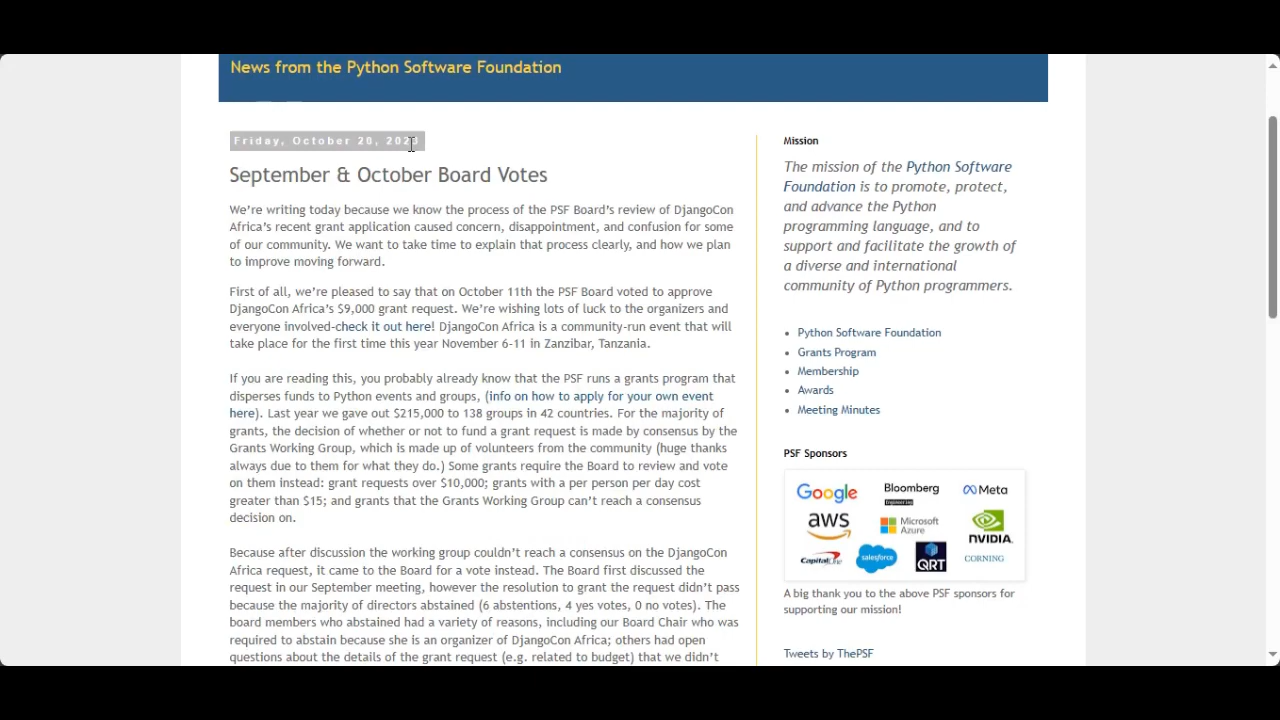 News from the Python Software Foundation
Friday, October 20, 2023
September & October Board Votes
We're writing today because we know the process of the PSF Board's review of DjangoCon
Africa's recent grant application caused concern, disappointment, and confusion for some
of our community. We want to take time to explain that process clearly, and how we plan
to improve moving forward.
First of all, we're pleased to say that on October 11th the PSF Board voted to approve
DjangoCon Africa's $9,000 grant request. We're wishing lots of luck to the organizers and
everyone involved-check it out here! DjangoCon Africa is a community-run event that will
take place for the first time this year November 6-11 in Zanzibar, Tanzania.
If you are reading this, you probably already know that the PSF runs a grants program that
disperses funds to Python events and groups, (info on how to apply for your own event
here). Last year we gave out $215,000 to 138 groups in 42 countries. For the majority of
grants, the decision of whether or not to fund a grant request is made by consensus by the
Grants Working Group, which is made up of volunteers from the community (huge thanks
always due to them for what they do.) Some grants require the Board to review and vote
on them instead: grant requests over $10,000; grants with a per person per day cost
greater than $15; and grants that the Grants Working Group can't reach a consensus
decision on.
Because after discussion the working group couldn't reach a consensus on the DjangoCon
Africa request, it came to the Board for a vote instead. The Board first discussed the
request in our September meeting, however the resolution to grant the request didn't pass
because the majority of directors abstained (6 abstentions, 4 yes votes, 0 no votes). The
board members who abstained had a variety of reasons, including our Board Chair who was
required to abstain because she is an organizer of DjangoCon Africa; others had open
questions about the details of the grant request (e.g. related to budget) that we didn't
Mission
The mission of the Python Software
Foundation is to promote, protect,
and advance the Python
programming language, and to
support and facilitate the growth of
a diverse and international
community of Python programmers.
Python Software Foundation
Grants Program
Membership
Awards
Meeting Minutes
PSF Sponsors
Google
Bloomberg
Engineering
Meta
aws
Microsoft
Azure
NVIDIA.
Capital One
salesforce
QRT
CORNING
A big thank you to the above PSF sponsors for
supporting our mission!
Tweets by ThePSF